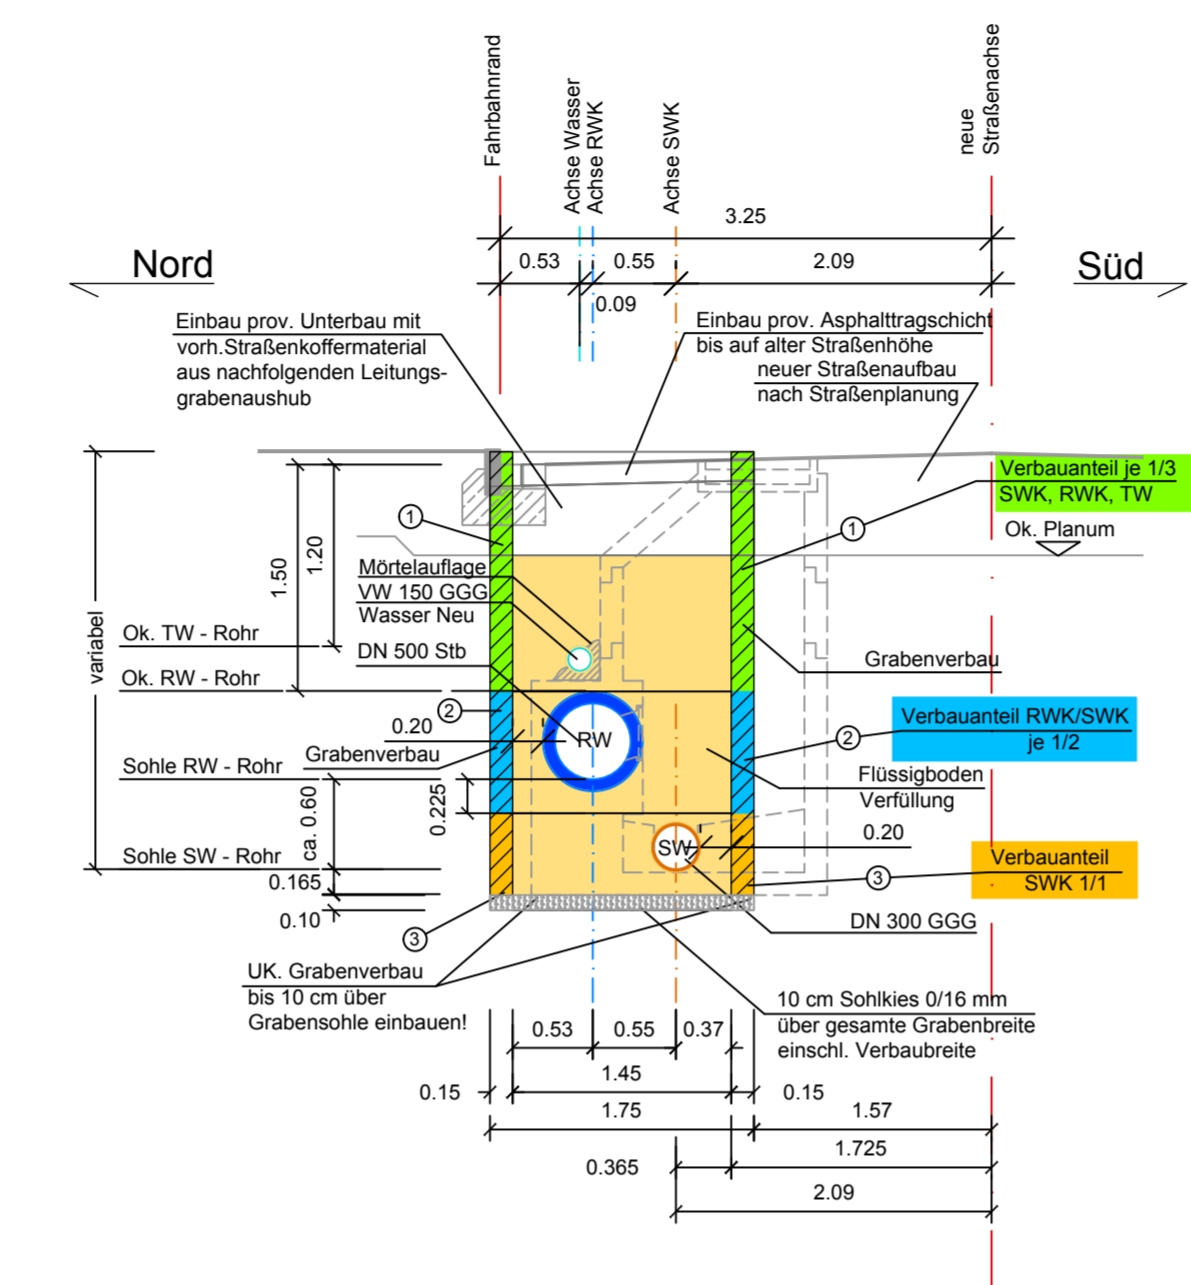 Fahrbahnrand
Achse Wasser
Achse RWK
Achse SWK
neue
Straßenachse
3.25
Nord
0.53
0.55
2.09
Süd
0.09
Einbau prov. Unterbau mit
vorh.Straßenkoffermaterial
aus nachfolgenden Leitungs-
grabenaushub
Einbau prov. Asphalttragschicht
bis auf alter Straßenhöhe
neuer Straßenaufbau
nach Straßenplanung
Verbauanteil je 1/3
SWK, RWK, TW
1
1
Ok. Planum
1.50
1.20
variabel
Mörtelauflage
VW 150 GGG
Wasser Neu
Ok. TW - Rohr
DN 500 Stb
Grabenverbau
Ok. RW - Rohr
2
0.20
RW
Verbauanteil RWK/SWK
je 1/2
2
Grabenverbau
Sohle RW - Rohr
Flüssigboden
Verfüllung
ca. 0.60
0.225
0.20
SW
Sohle SW - Rohr
Verbauanteil
SWK 1/1
0.165
3
0.10
3
DN 300 GGG
UK. Grabenverbau
bis 10 cm über
Grabensohle einbauen!
10 cm Sohlkies 0/16 mm
über gesamte Grabenbreite
einschl. Verbaubreite
0.53
0.55
0.37
0.15
1.45
0.15
1.75
1.57
0.365
1.725
2.09